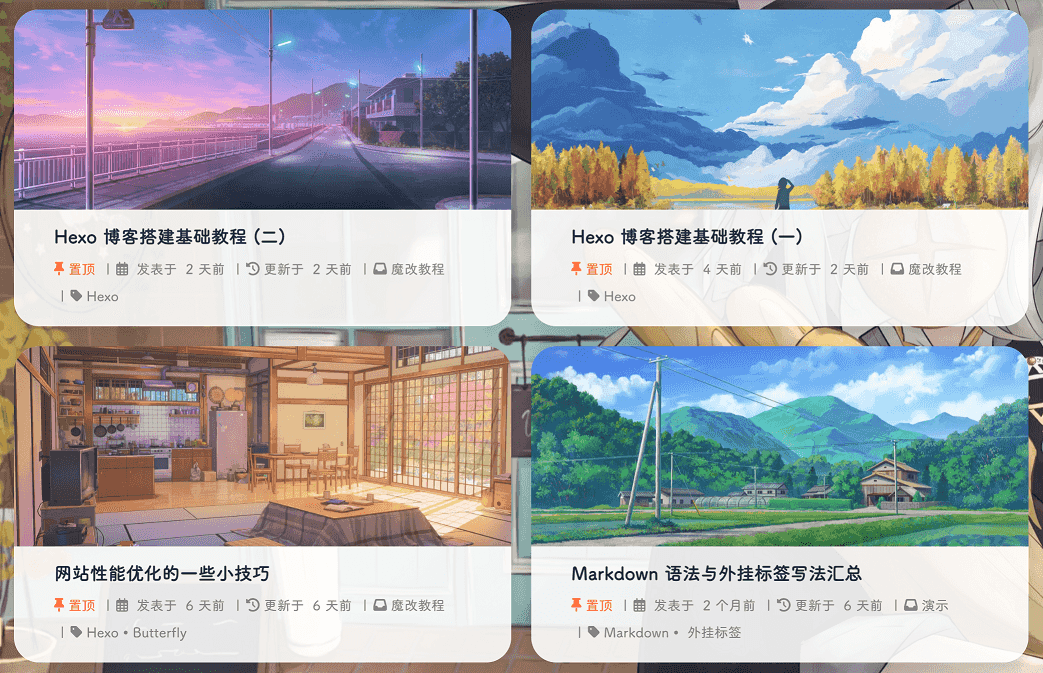 Hexo 博客搭建基础教程 (二)
置顶 | 发表于 2 天前 | 更新于 2 天前 | 魔改教程
| Hexo
Hexo 博客搭建基础教程 (一)
置顶 | 发表于 4 天前 | 更新于 2 天前 | 魔改教程
| Hexo
网站性能优化的一些小技巧
置顶 | 发表于 6 天前 | 更新于 6 天前 | 魔改教程
| Hexo • Butterfly
Markdown 语法与外挂标签写法汇总
置顶 | 发表于 2 个月前 | 更新于 6 天前 | 演示
| Markdown • 外挂标签